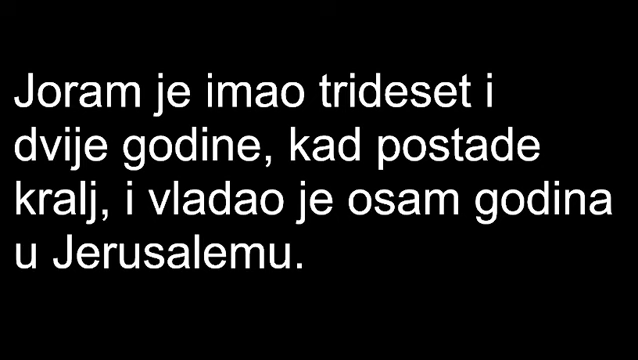 Joram je imao trideset i
dvije godine, kad postade
kralj, i vladao je osam godina
u Jerusalemu.